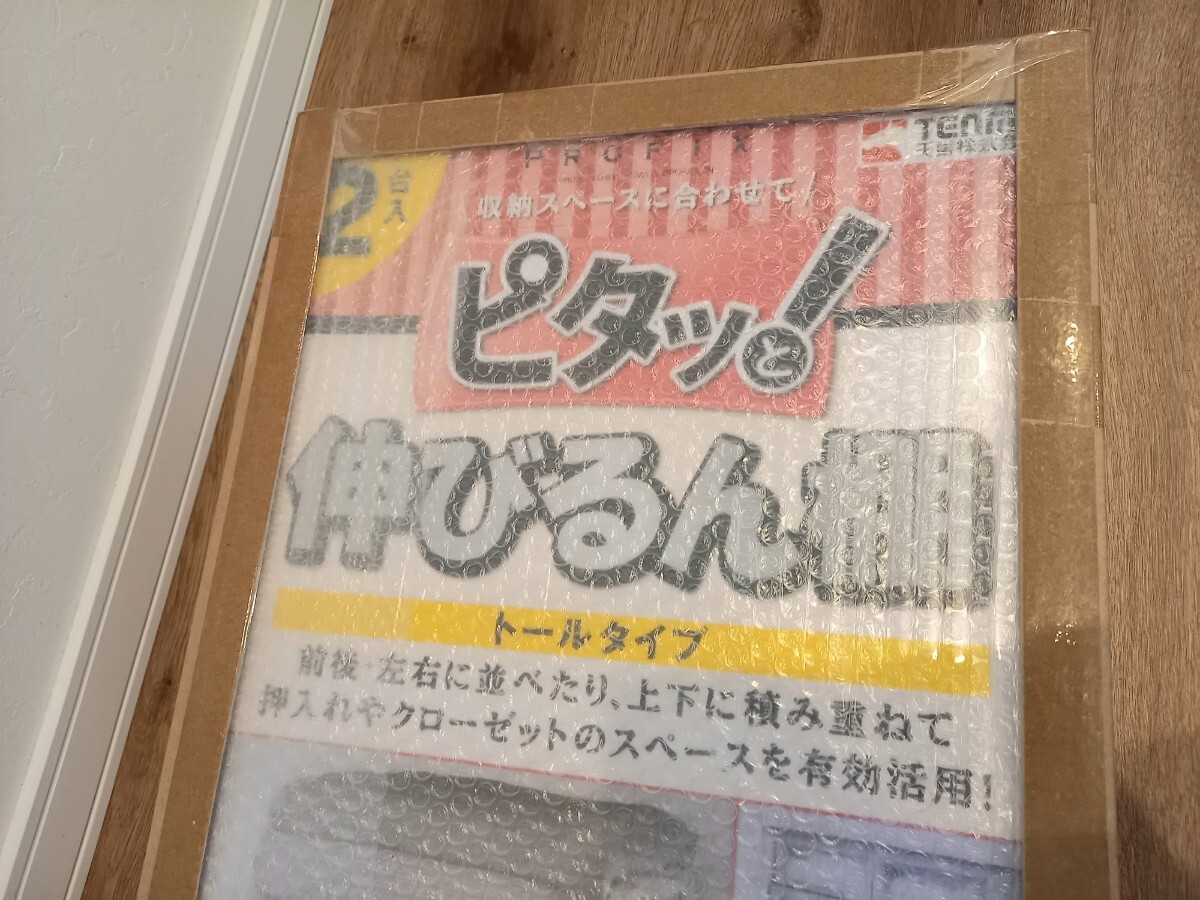 PROFIX
TENM
天馬株式会
2台入
収納スペースに合わせて!
ピタッと!
伸びるん棚
トールタイプ
前後・左右に並べたり、上下に積み重ねて
押入れやクローゼットのスペースを有効活用!